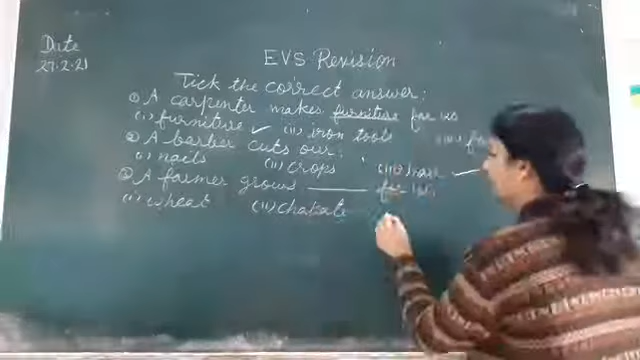 Date
27.2.21
EVS Revision
Tick the correct answer:
① A carpenter makes furniture for us
(i) furniture ✓ (ii) iron tools (iii)
② A barber cuts our:
(i) nails (ii) crops (iii) hair ✓
③ A farmer grows ______ for us.
(i) wheat (ii)